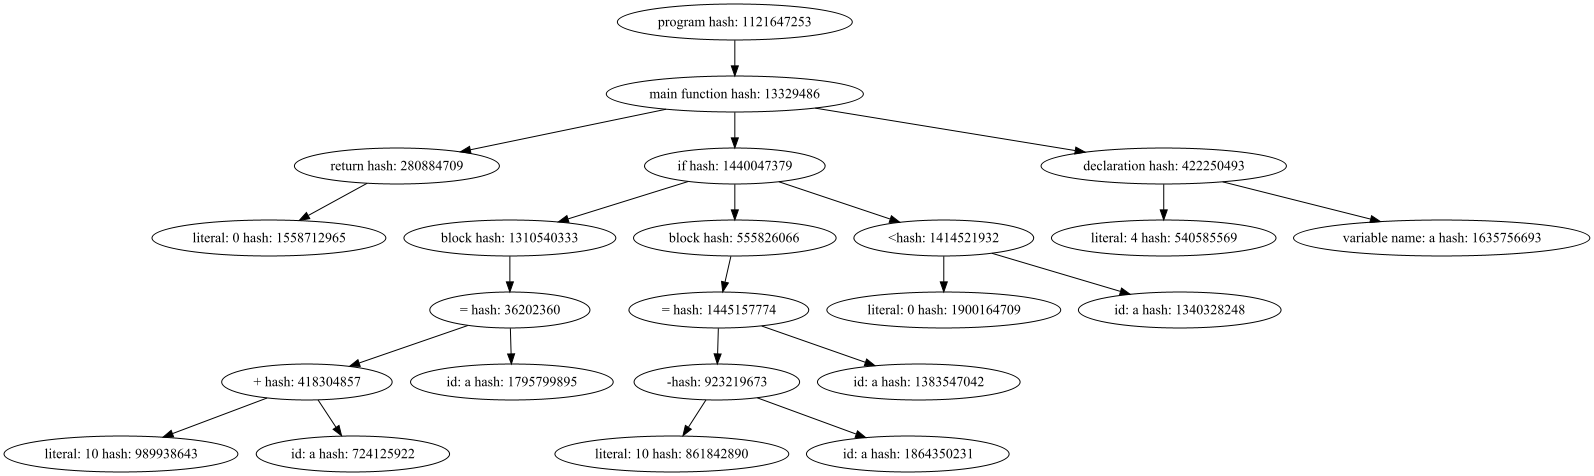 program hash: 1121647253
main function hash: 13329486
return hash: 280884709
if hash: 1440047379
declaration hash: 422250493
literal: 0 hash: 1558712965
block hash: 1310540333
block hash: 555826066
<hash: 1414521932
literal: 4 hash: 540585569
variable name: a hash: 1635756693
= hash: 36202360
= hash: 1445157774
literal: 0 hash: 1900164709
id: a hash: 1340328248
+ hash: 418304857
id: a hash: 1795799895
-hash: 923219673
id: a hash: 1383547042
literal: 10 hash: 989938643
id: a hash: 724125922
literal: 10 hash: 861842890
id: a hash: 1864350231